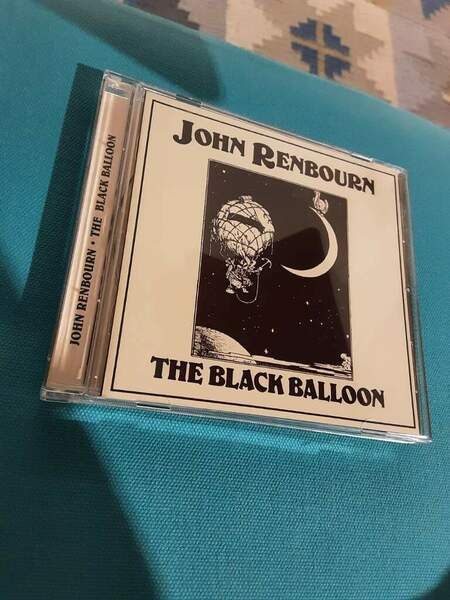 JOHN RENBOURN
THE BLACK BALLOON
JOHN RENBOURN • THE BLACK BALLOON